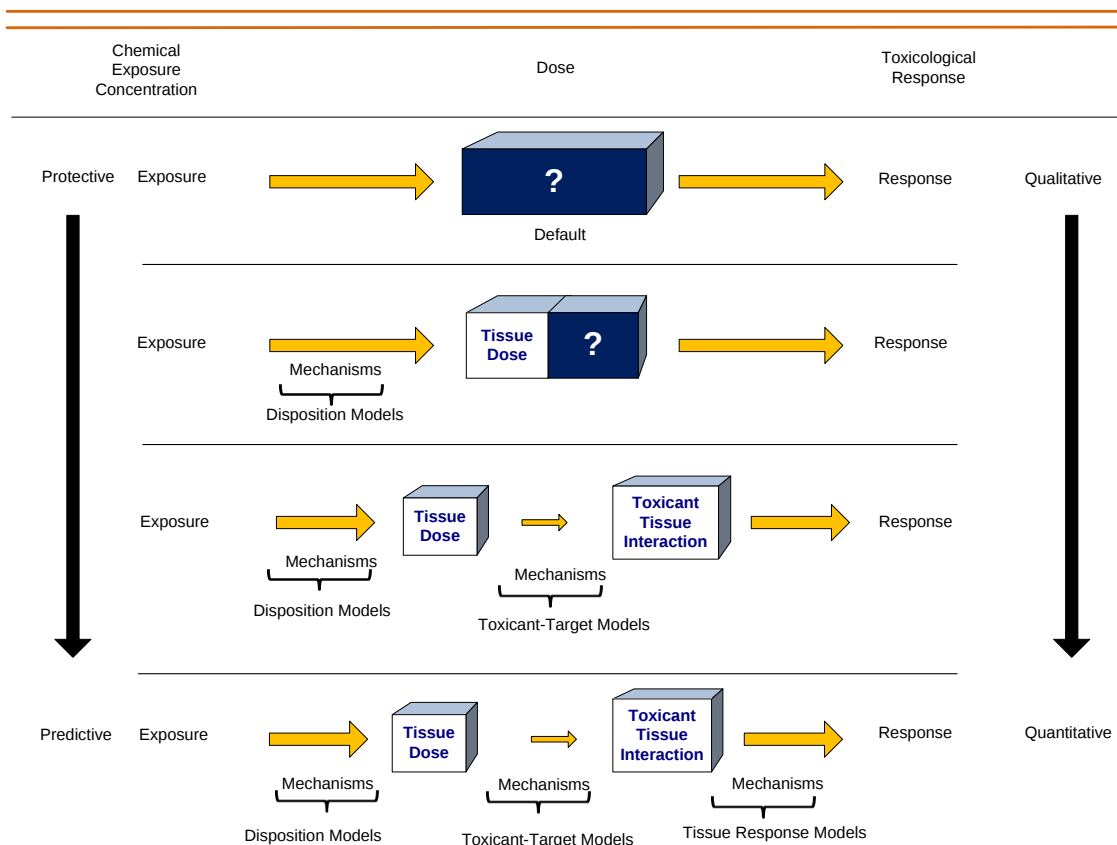 Chemical
Exposure
Concentration
Dose
Toxicological
Response
Protective
Exposure
?
Response
Qualitative
Default
Exposure
Tissue
Dose
?
Response
Mechanisms
Disposition Models
Exposure
Tissue
Dose
Toxicant
Tissue
Interaction
Response
Mechanisms
Disposition Models
Mechanisms
Toxicant-Target Models
Predictive
Exposure
Tissue
Dose
Toxicant
Tissue
Interaction
Response
Quantitative
Mechanisms
Disposition Models
Mechanisms
Toxicant-Target Models
Mechanisms
Tissue Response Models